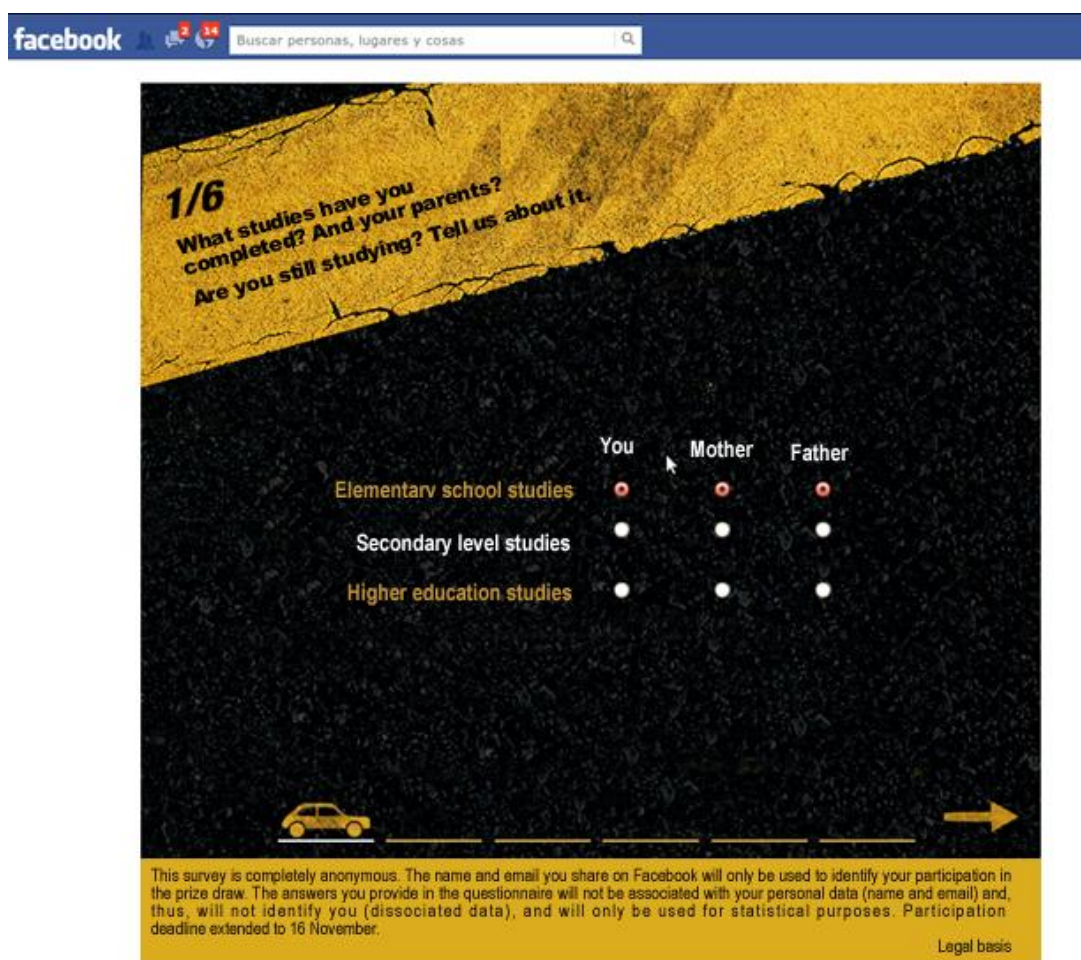 facebook
2
14
Buscar personas, lugares y cosas
1/6
What studies have you
completed? And your parents?
Are you still studying? Tell us about it.
You Mother Father
Elementary school studies
Secondary level studies
Higher education studies
This survey is completely anonymous. The name and email you share on Facebook will only be used to identify your participation in
the prize draw. The answers you provide in the questionnaire will not be associated with your personal data (name and email) and,
thus, will not identify you (dissociated data), and will only be used for statistical purposes. Participation
deadline extended to 16 November.
Legal basis